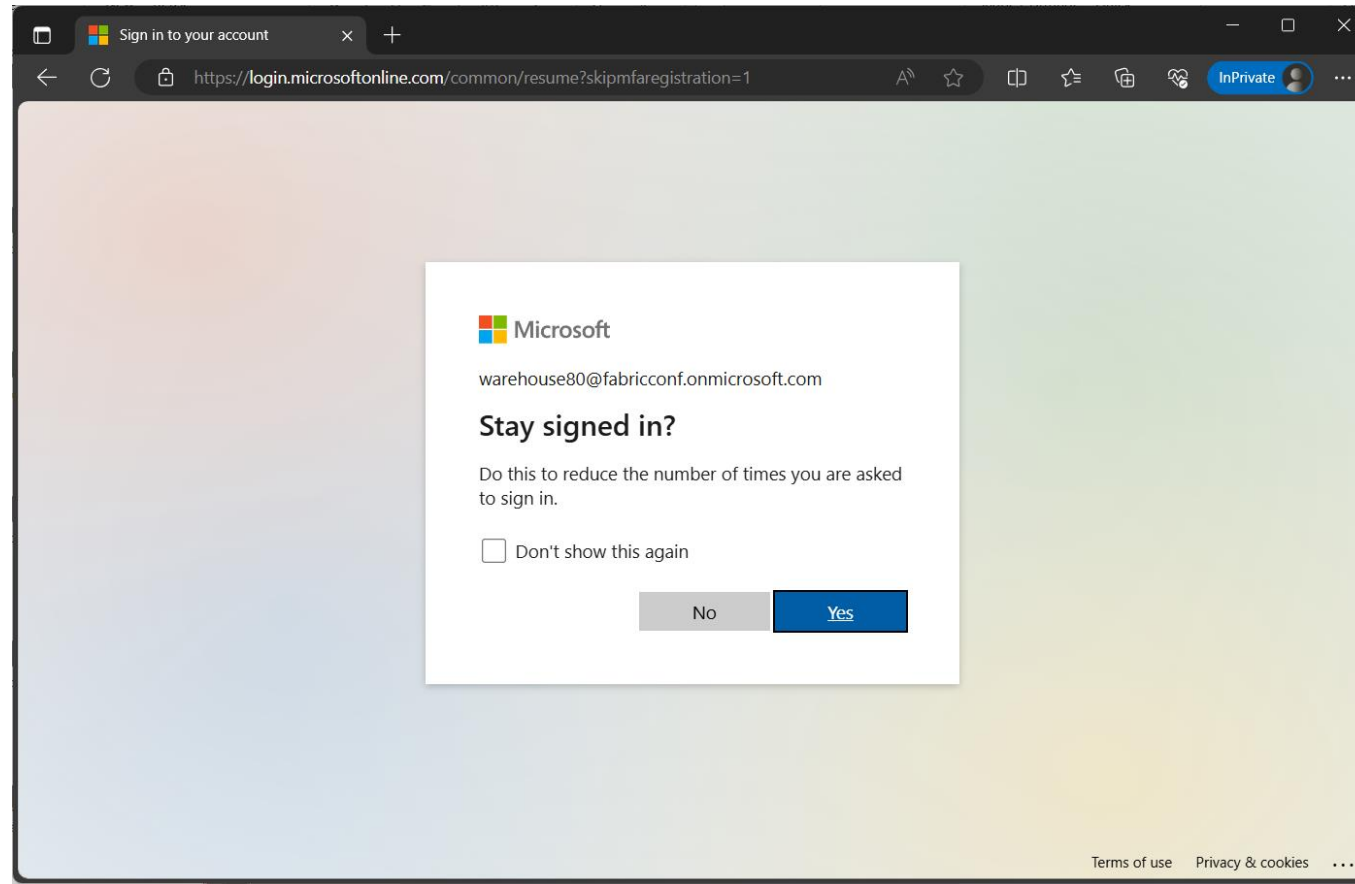 Sign in to your account
https://login.microsoftonline.com/common/resume?skipmfaregistration=1
InPrivate
Microsoft
warehouse80@fabricconf.onmicrosoft.com
Stay signed in?
Do this to reduce the number of times you are asked
to sign in.
Don't show this again
No
Yes
Terms of use
Privacy & cookies